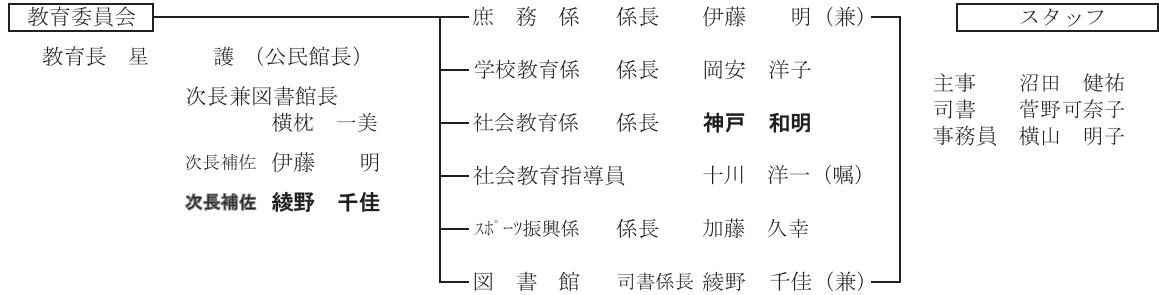 教育委員会
教育長　星　　　護　（公民館長）
次長兼図書館長
横枕　一美
次長補佐　伊藤　　明
次長補佐　綾野　千佳
庶　務　係　　係長　　伊藤　　明（兼）
学校教育係　　係長　　岡安　洋子
社会教育係　　係長　　神戸　和明
社会教育指導員　　十川　洋一（嘱）
ｽﾎﾟｰﾂ振興係　　係長　　加藤　久幸
図　書　館　　司書係長　綾野　千佳（兼）
スタッフ
主事　　沼田　健祐
司書　　菅野可奈子
事務員　横山　明子